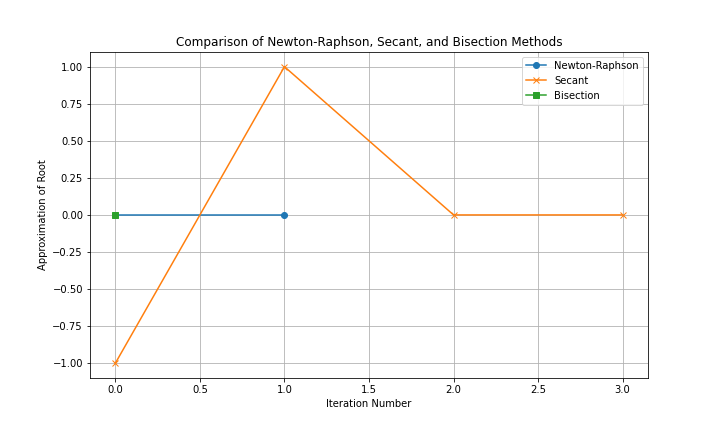 Comparison of Newton-Raphson, Secant, and Bisection Methods
Newton-Raphson
Secant
Bisection
Approximation of Root
1.00
0.75
0.50
0.25
0.00
−0.25
−0.50
−0.75
−1.00
0.0 0.5 1.0 1.5 2.0 2.5 3.0
Iteration Number